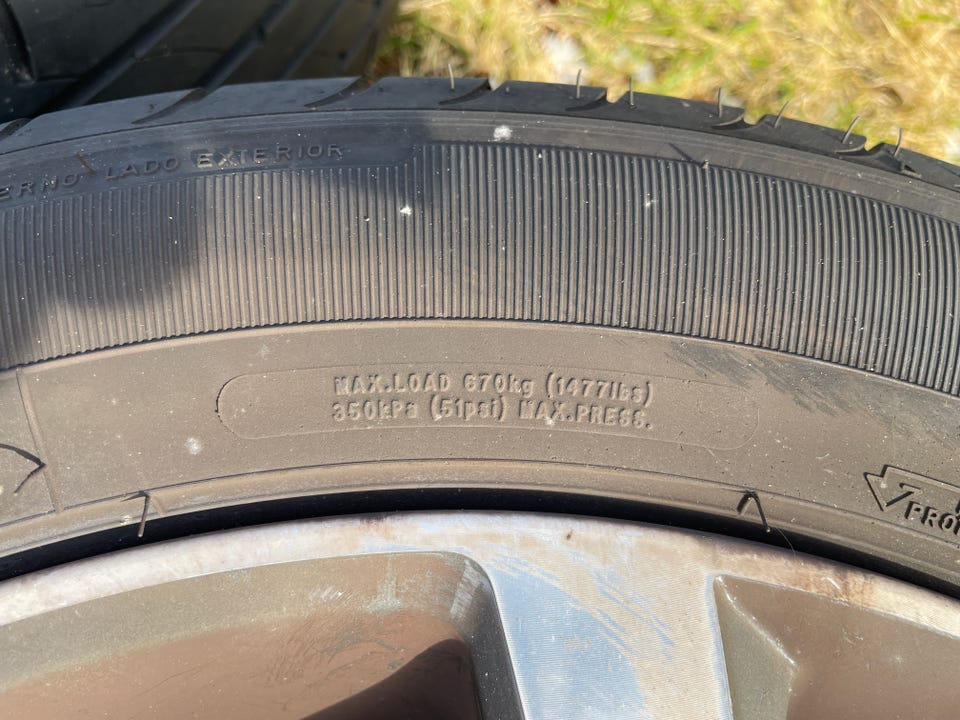 LADO EXTERIOR
MAX.LOAD 670kg (1477lbs)
350kPa (51psi) MAX.PRESS.